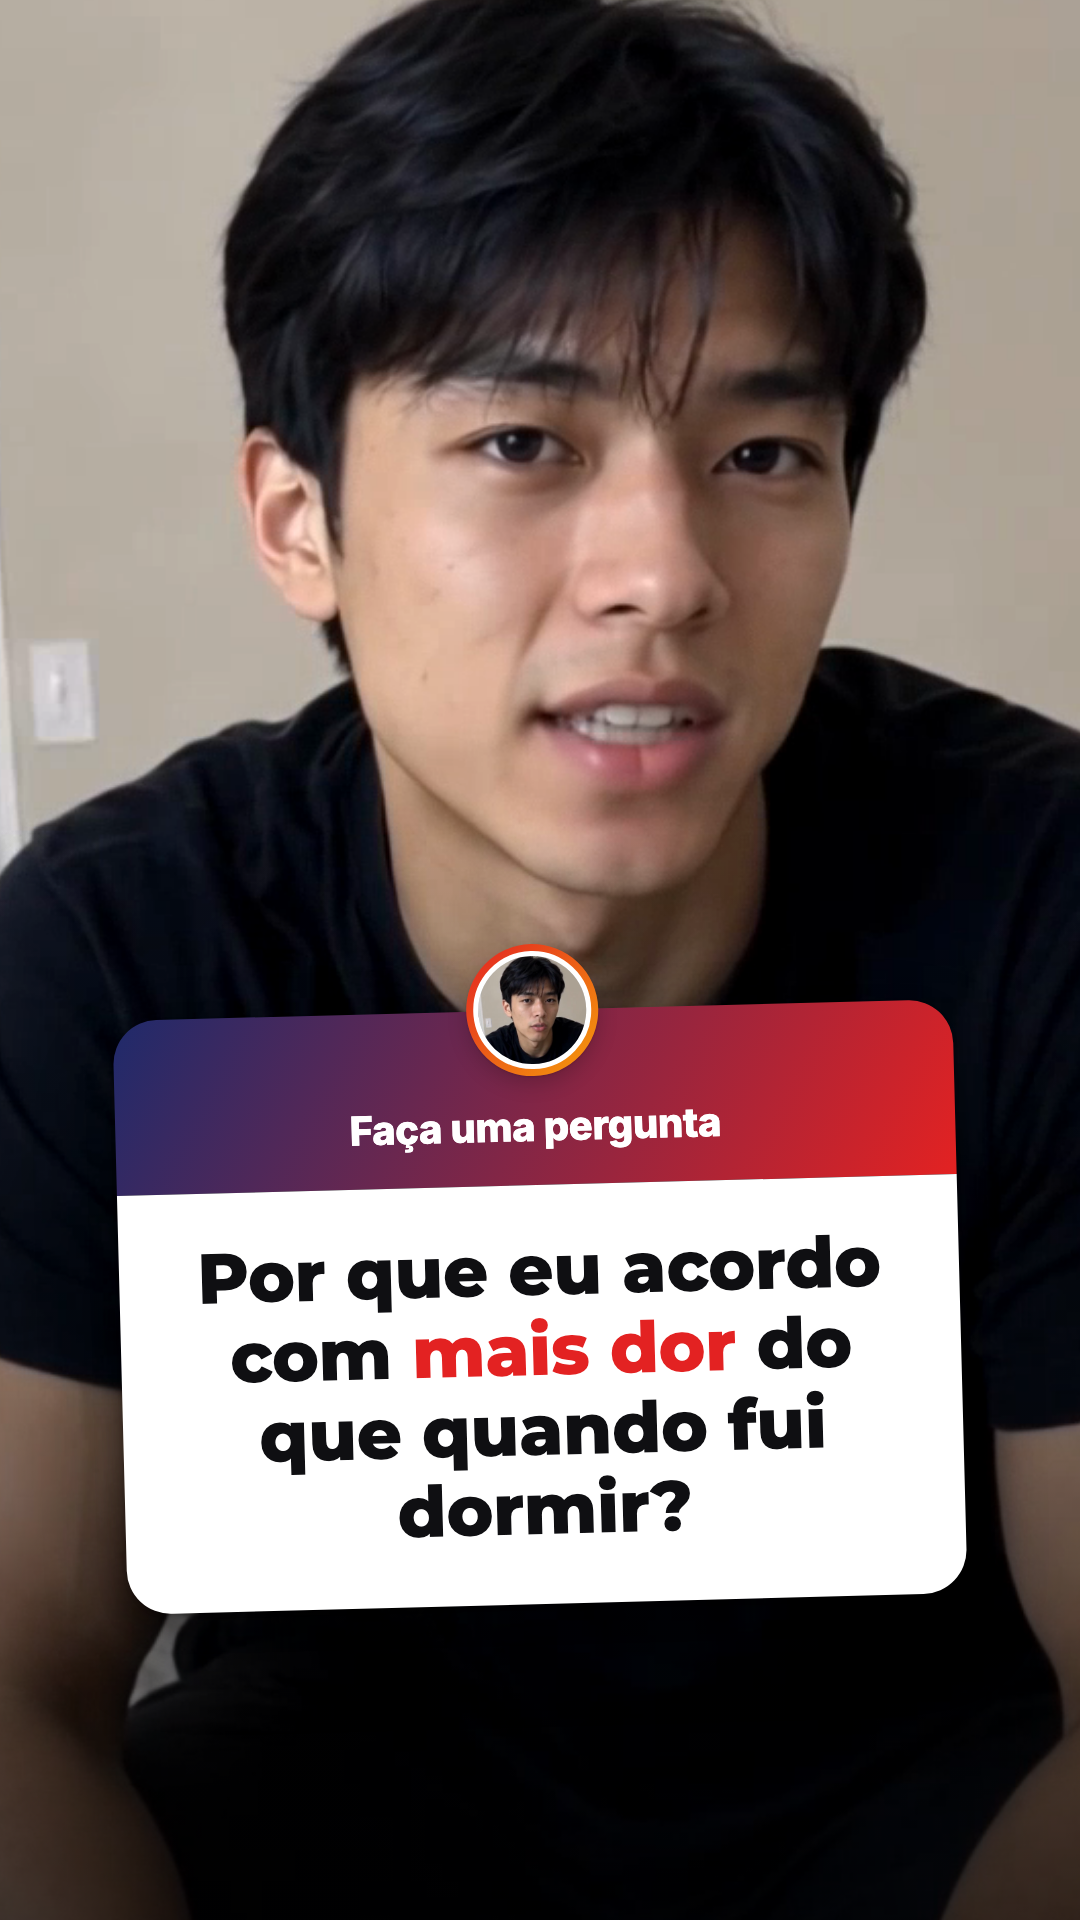 Faça uma pergunta
Por que eu acordo
com mais dor do
que quando fui
dormir?